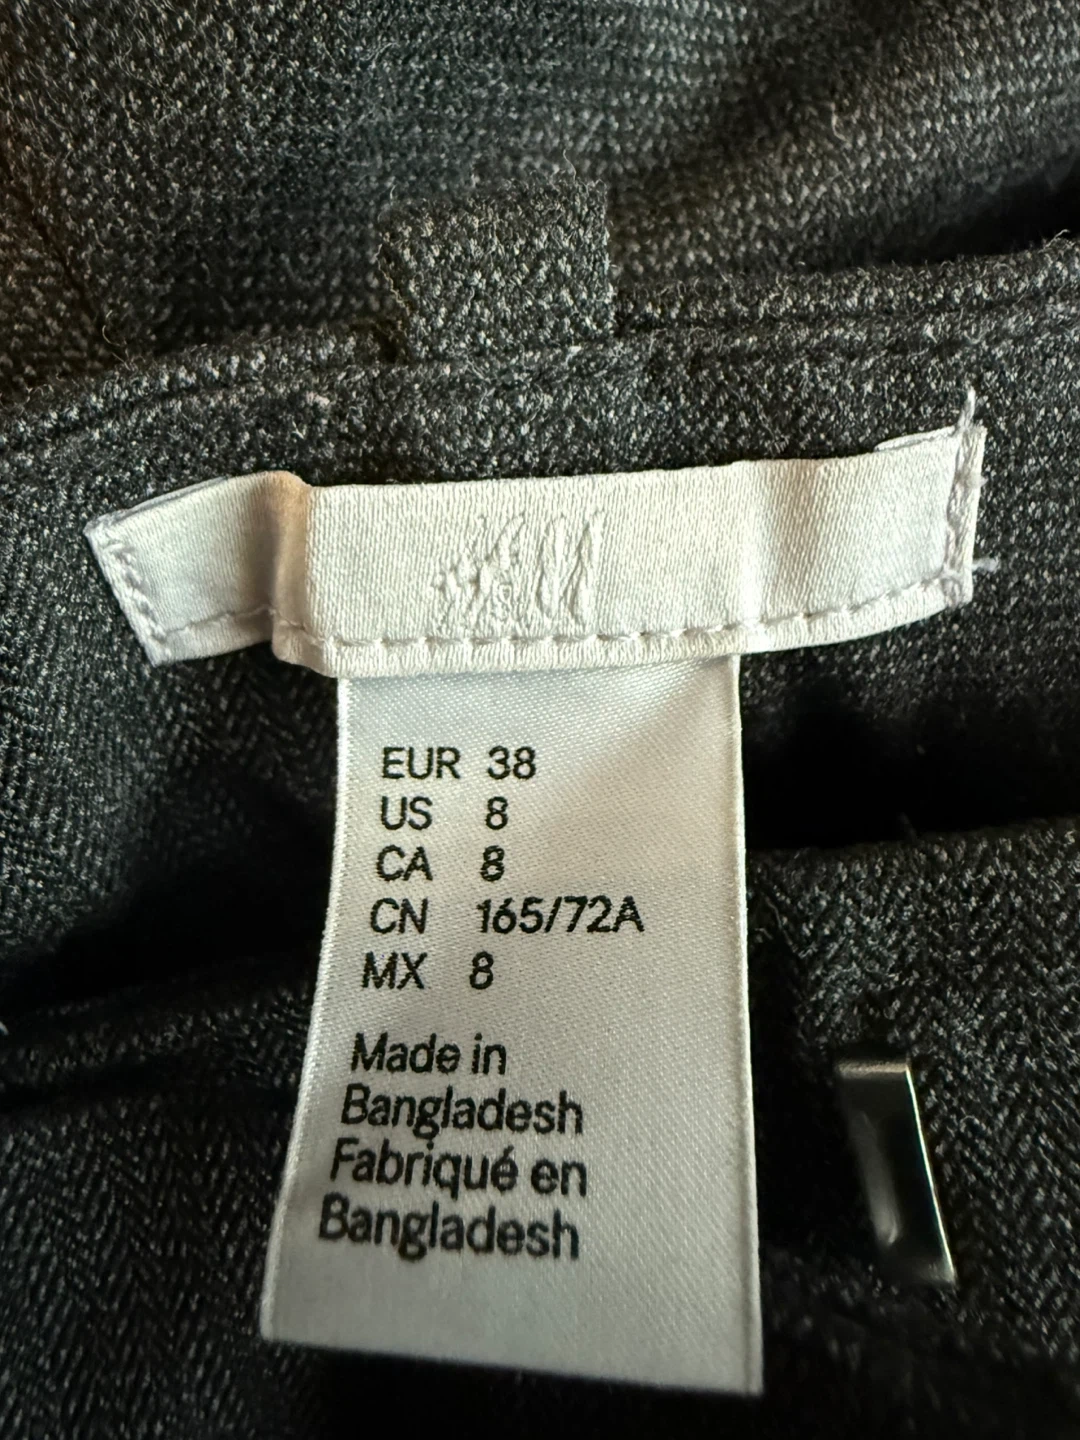 EUR 38
US 8
CA 8
CN 165/72A
MX 8
Made in
Bangladesh
Fabriqué en
Bangladesh